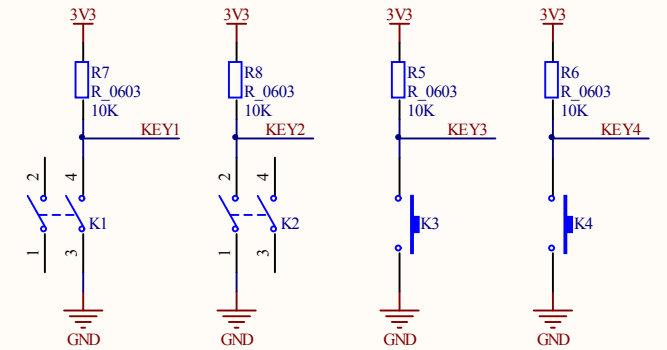 3V3 3V3 3V3 3V3
R7 R8 R5 R6
R_0603 R_0603 R_0603 R_0603
10K 10K 10K 10K
KEY1 KEY2 KEY3 KEY4
2 4 2 4
K1 K2 K3 K4
1 3 1 3
GND GND GND GND